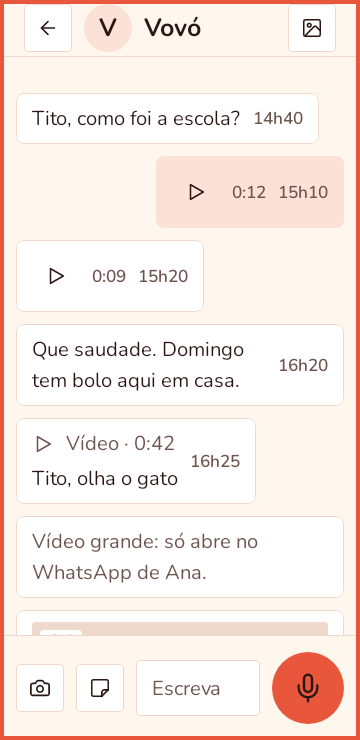 V Vovó
Tito, como foi a escola? 14h40
0:12 15h10
0:09 15h20
Que saudade. Domingo
tem bolo aqui em casa. 16h20
Vídeo · 0:42
Tito, olha o gato 16h25
Vídeo grande: só abre no
WhatsApp de Ana.
Escreva